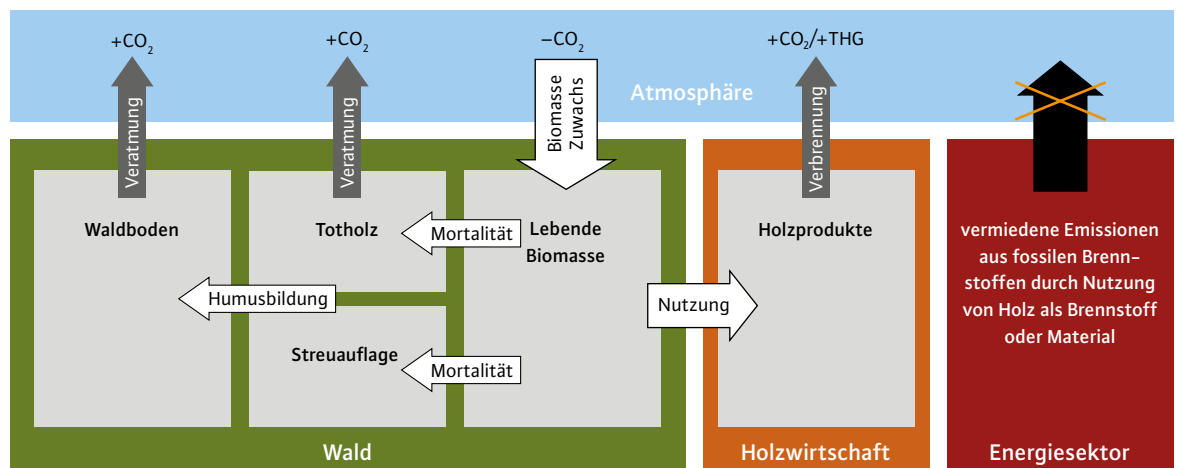 +CO₂
+CO₂
−CO₂
+CO₂/+THG
Atmosphäre
Veratmung
Veratmung
Biomasse
Zuwachs
Verbrennung
Waldboden
Totholz
Mortalität
Lebende
Biomasse
Humusbildung
Streuauflage
Mortalität
Nutzung
Holzprodukte
vermiedene Emissionen
aus fossilen Brenn-
stoffen durch Nutzung
von Holz als Brennstoff
oder Material
Wald
Holzwirtschaft
Energiesektor